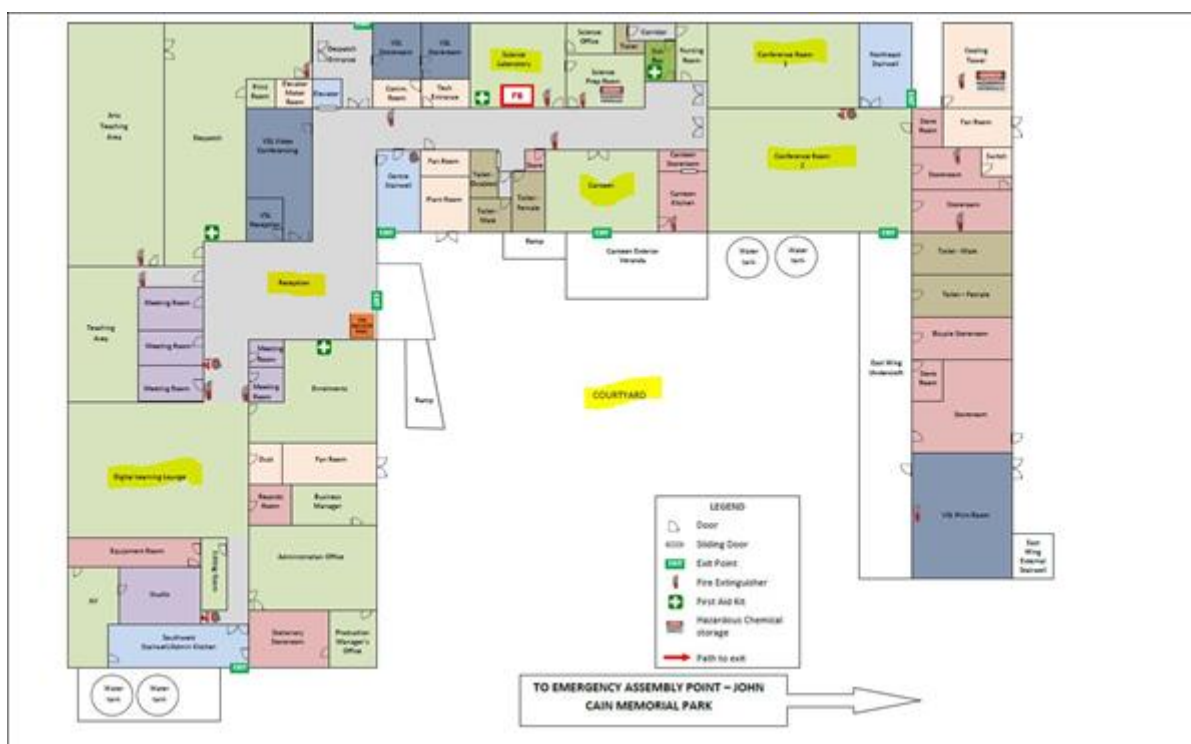 Despatch
Entrance
VSL
Storeroom
VSL
Storeroom
Science
Laboratory
Science
Office
Toilet
Corridor
Nursing
Room
Conference Room
1
Northeast
Stairwell
Cooling
Tower
Print
Room
Elevator
Motor
Room
Elevator
Comm.
Room
Tech
Entrance
Science
Prep Room
Arts
Teaching
Area
Despatch
VSL Video
Conferencing
Store
Room
Fan Room
Switch
Centre
Stairwell
Fan Room
Plant Room
Toilet-
Disabled
Toilet-
Male
Toilet-
Female
Store
Canteen
Canteen
Storeroom
Canteen
Kitchen
Conference Room
2
Storeroom
Storeroom
VSL
Reception
Ramp
Canteen Exterior
Veranda
Water
tank
Water
tank
Toilet - Male
Toilet - Female
Reception
Meeting Room
Meeting Room
Meeting Room
Teaching
Area
Meeting
Room
Meeting
Room
Enrolments
Ramp
COURTYARD
East Wing
Undercroft
Bicycle Storeroom
Store
Room
Storeroom
Digital Learning Lounge
Duct
Fan Room
Records
Room
Business
Manager
Administration Office
Equipment Room
Studio
Southwest
Stairwell/Admin Kitchen
Stationery
Storeroom
Production
Manager's
Office
Water
tank
Water
tank
VSL Print Room
East
Wing
External
Stairwell
LEGEND
Door
Sliding Door
EXIT
Exit Point
Fire Extinguisher
First Aid Kit
Hazardous Chemical
storage
Path to exit
TO EMERGENCY ASSEMBLY POINT – JOHN
CAIN MEMORIAL PARK